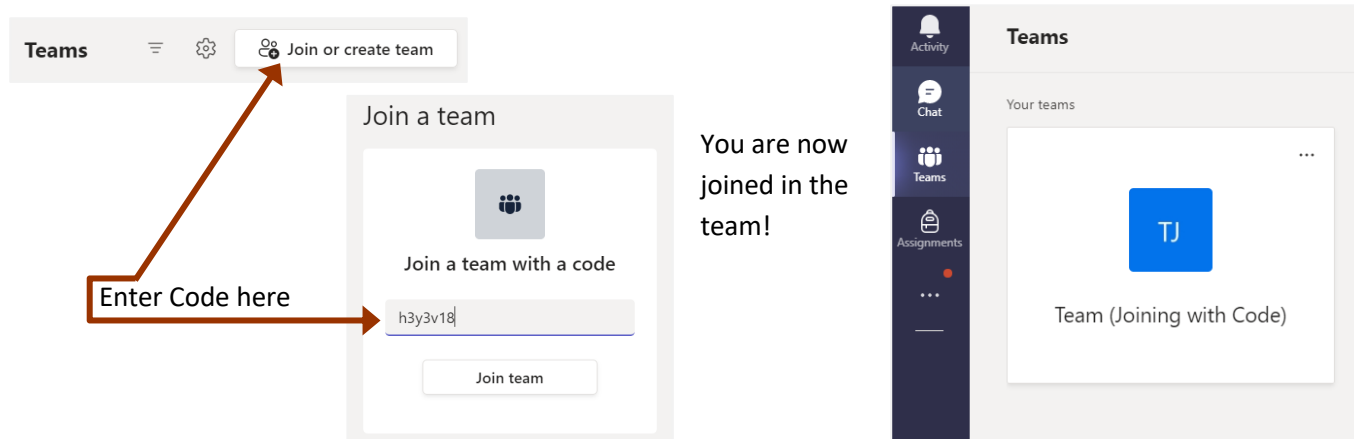 Teams
Join or create team
Join a team
Join a team with a code
Enter Code here
h3y3v18
Join team
You are now
joined in the
team!
Activity
Chat
Teams
Assignments
Teams
Your teams
TJ
Team (Joining with Code)